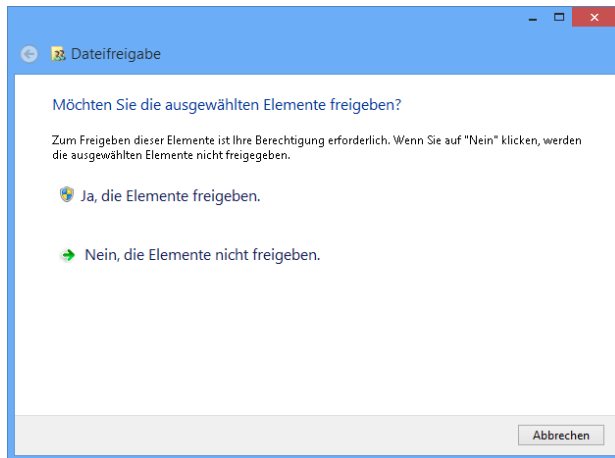 Dateifreigabe
Möchten Sie die ausgewählten Elemente freigeben?
Zum Freigeben dieser Elemente ist Ihre Berechtigung erforderlich. Wenn Sie auf "Nein" klicken, werden
die ausgewählten Elemente nicht freigegeben.
Ja, die Elemente freigeben.
Nein, die Elemente nicht freigeben.
Abbrechen